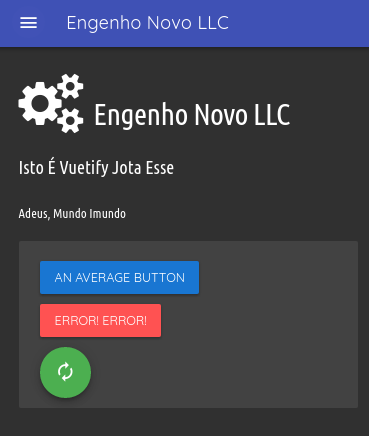 Engenho Novo LLC
Engenho Novo LLC
Isto É Vuetify Jota Esse
Adeus, Mundo Imundo
AN AVERAGE BUTTON
ERROR! ERROR!